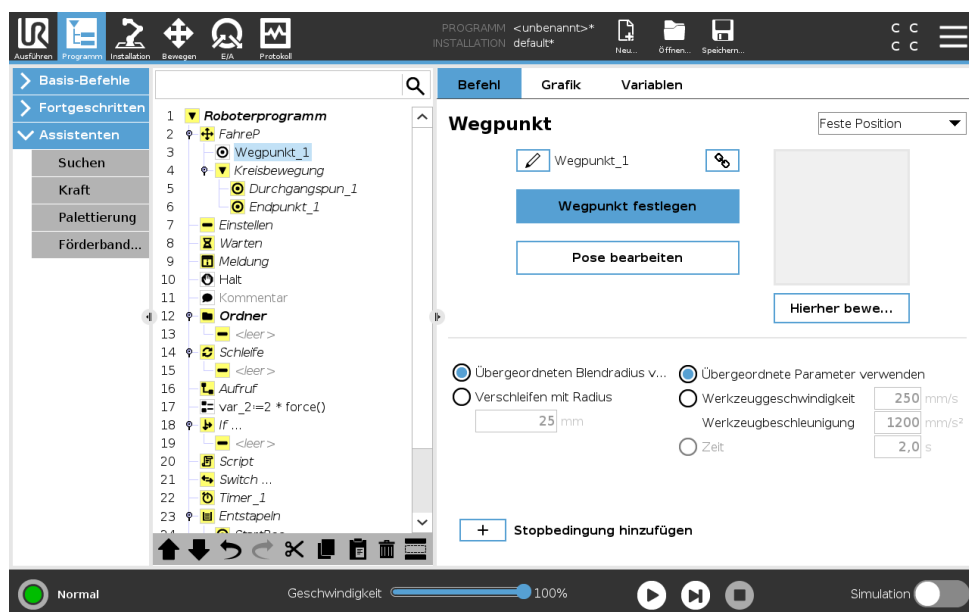 PROGRAMM <unbenannt>*
INSTALLATION default*
UR
Ausführen Programm Installation Bewegen E/A Protokoll
Neu... Öffnen... Speichern...
C C
C C
Basis-Befehle
Fortgeschritten
Assistenten
Suchen
Kraft
Palettierung
Förderband...
1 Roboterprogramm
2 FahreP
3 Wegpunkt_1
4 Kreisbewegung
5 Durchgangspun_1
6 Endpunkt_1
7 Einstellen
8 Warten
9 Meldung
10 Halt
11 Kommentar
12 Ordner
13 <leer>
14 Schleife
15 <leer>
16 Aufruf
17 var_2:=2 * force()
18 If ...
19 <leer>
20 Script
21 Switch ...
22 Timer_1
23 Entstapeln
Befehl Grafik Variablen
Wegpunkt
Feste Position
Wegpunkt_1
Wegpunkt festlegen
Pose bearbeiten
Hierher bewe...
Übergeordneten Blendradius v...
Verschleifen mit Radius
25 mm
Übergeordnete Parameter verwenden
Werkzeuggeschwindigkeit 250 mm/s
Werkzeugbeschleunigung 1200 mm/s²
Zeit 2,0 s
+ Stopbedingung hinzufügen
Normal
Geschwindigkeit 100%
Simulation